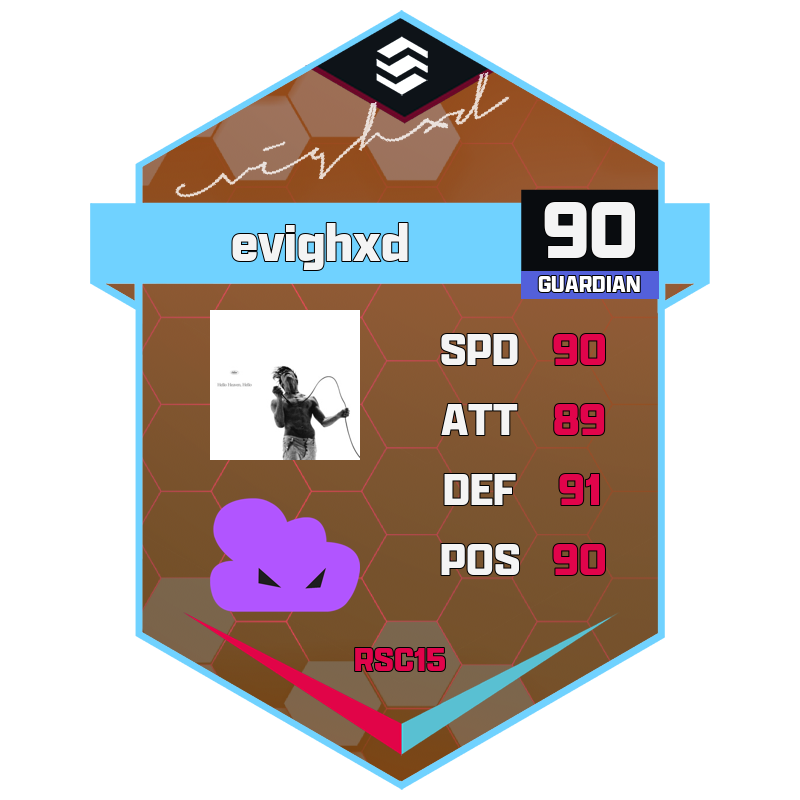 evighxd
evighxd
90
GUARDIAN
SPD 90
ATT 89
DEF 91
POS 90
RSC15